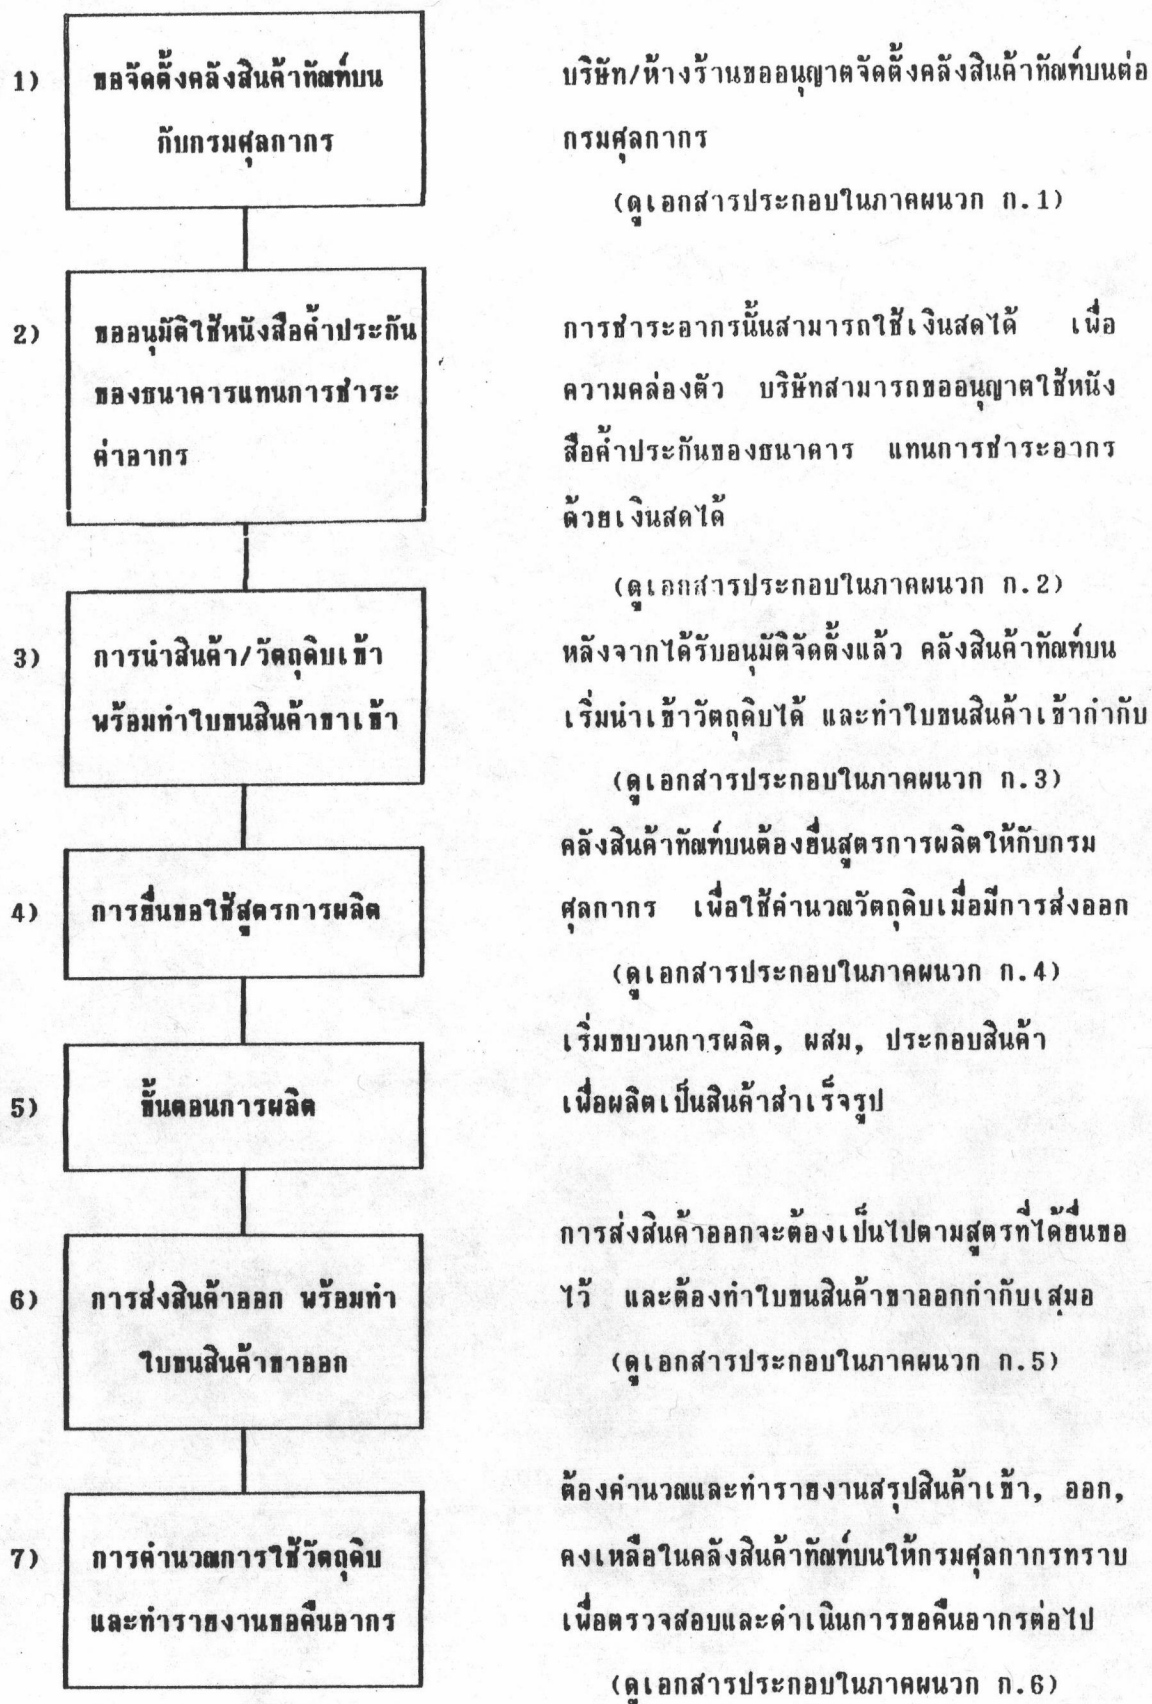 1)
ขอจัดตั้งคลังสินค้าทัณฑ์บน
กับกรมศุลกากร
บริษัท/ห้างร้านขออนุญาตจัดตั้งคลังสินค้าทัณฑ์บนต่อ
กรมศุลกากร
(ดูเอกสารประกอบในภาคผนวก ก.1)
2)
ขออนุมัติใช้หนังสือค้ำประกัน
ของธนาคารแทนการชำระ
ค่าอากร
การชำระอากรนั้นสามารถใช้เงินสดได้ เพื่อ
ความคล่องตัว บริษัทสามารถขออนุญาตใช้หนัง
สือค้ำประกันของธนาคาร แทนการชำระอากร
ด้วยเงินสดได้
(ดูเอกสารประกอบในภาคผนวก ก.2)
3)
การนำสินค้า/วัตถุดิบเข้า
พร้อมทำใบขนสินค้าขาเข้า
หลังจากได้รับอนุมัติจัดตั้งแล้ว คลังสินค้าทัณฑ์บน
เริ่มนำเข้าวัตถุดิบได้ และทำใบขนสินค้าเข้ากำกับ
(ดูเอกสารประกอบในภาคผนวก ก.3)
4)
การยื่นขอใช้สูตรการผลิต
คลังสินค้าทัณฑ์บนต้องยื่นสูตรการผลิตให้กับกรม
ศุลกากร เพื่อใช้คำนวณวัตถุดิบเมื่อมีการส่งออก
(ดูเอกสารประกอบในภาคผนวก ก.4)
5)
ขั้นตอนการผลิต
เริ่มขบวนการผลิต, ผสม, ประกอบสินค้า
เพื่อผลิตเป็นสินค้าสำเร็จรูป
6)
การส่งสินค้าออก พร้อมทำ
ใบขนสินค้าขาออก
การส่งสินค้าออกจะต้องเป็นไปตามสูตรที่ได้ยื่นขอ
ไว้ และต้องทำใบขนสินค้าขาออกกำกับเสมอ
(ดูเอกสารประกอบในภาคผนวก ก.5)
7)
การคำนวณการใช้วัตถุดิบ
และทำรายงานขอคืนอากร
ต้องคำนวณและทำรายงานสรุปสินค้าเข้า, ออก,
คงเหลือในคลังสินค้าทัณฑ์บนให้กรมศุลกากรทราบ
เพื่อตรวจสอบและดำเนินการขอคืนอากรต่อไป
(ดูเอกสารประกอบในภาคผนวก ก.6)